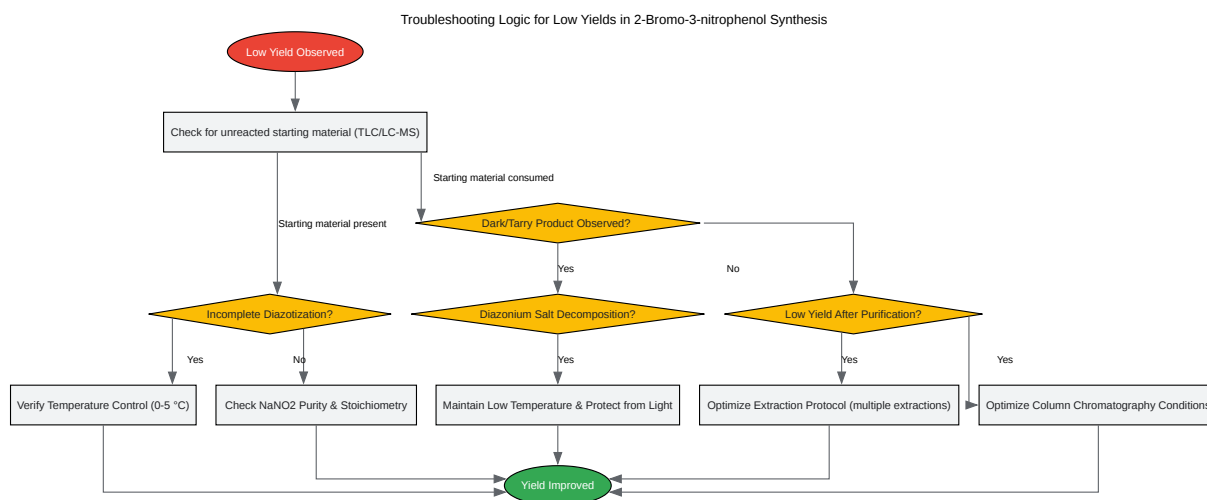 Troubleshooting Logic for Low Yields in 2-Bromo-3-nitrophenol Synthesis
Low Yield Observed
Check for unreacted starting material (TLC/LC-MS)
Starting material consumed
Starting material present
Dark/Tarry Product Observed?
Yes
No
Incomplete Diazotization?
Diazonium Salt Decomposition?
Low Yield After Purification?
Yes
No
Yes
Yes
Yes
Verify Temperature Control (0-5 °C)
Check NaNO2 Purity & Stoichiometry
Maintain Low Temperature & Protect from Light
Optimize Extraction Protocol (multiple extractions)
Optimize Column Chromatography Conditions
Yield Improved